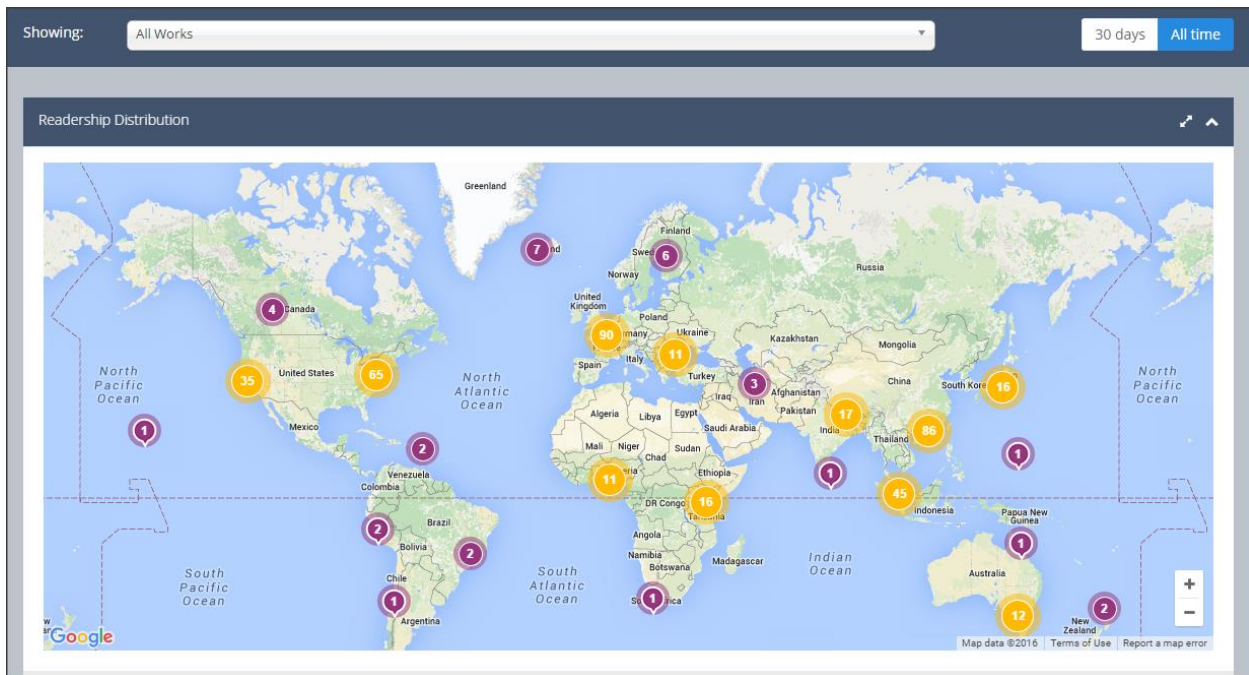 Showing:
All Works
30 days
All time
Readership Distribution
Greenland
Finland
7
6
Norway
Russia
4
Canada
United
Kingdom
Poland
90
Ukraine
Kazakhstan
Mongolia
11
Italy
Spain
Turkey
North
Pacific
Ocean
35
United States
65
North
Atlantic
Ocean
3
Iraq
Iran
Afghanistan
China
16
North
Pacific
Ocean
Algeria
Libya
Egypt
Pakistan
17
Mexico
1
Saudi Arabia
86
Thailand
2
Mali
Niger
Chad
Sudan
1
1
Venezuela
Colombia
11
Ethiopia
45
DR Congo
16
Indonesia
Papua New
Guinea
2
Brazil
Angola
1
Bolivia
2
Namibia
Botswana
Madagascar
Indian
Ocean
South
Pacific
Ocean
Chile
South
Atlantic
Ocean
Australia
1
1
2
+
−
12
Argentina
New
Zealand
Google
Map data ©2016
Terms of Use
Report a map error